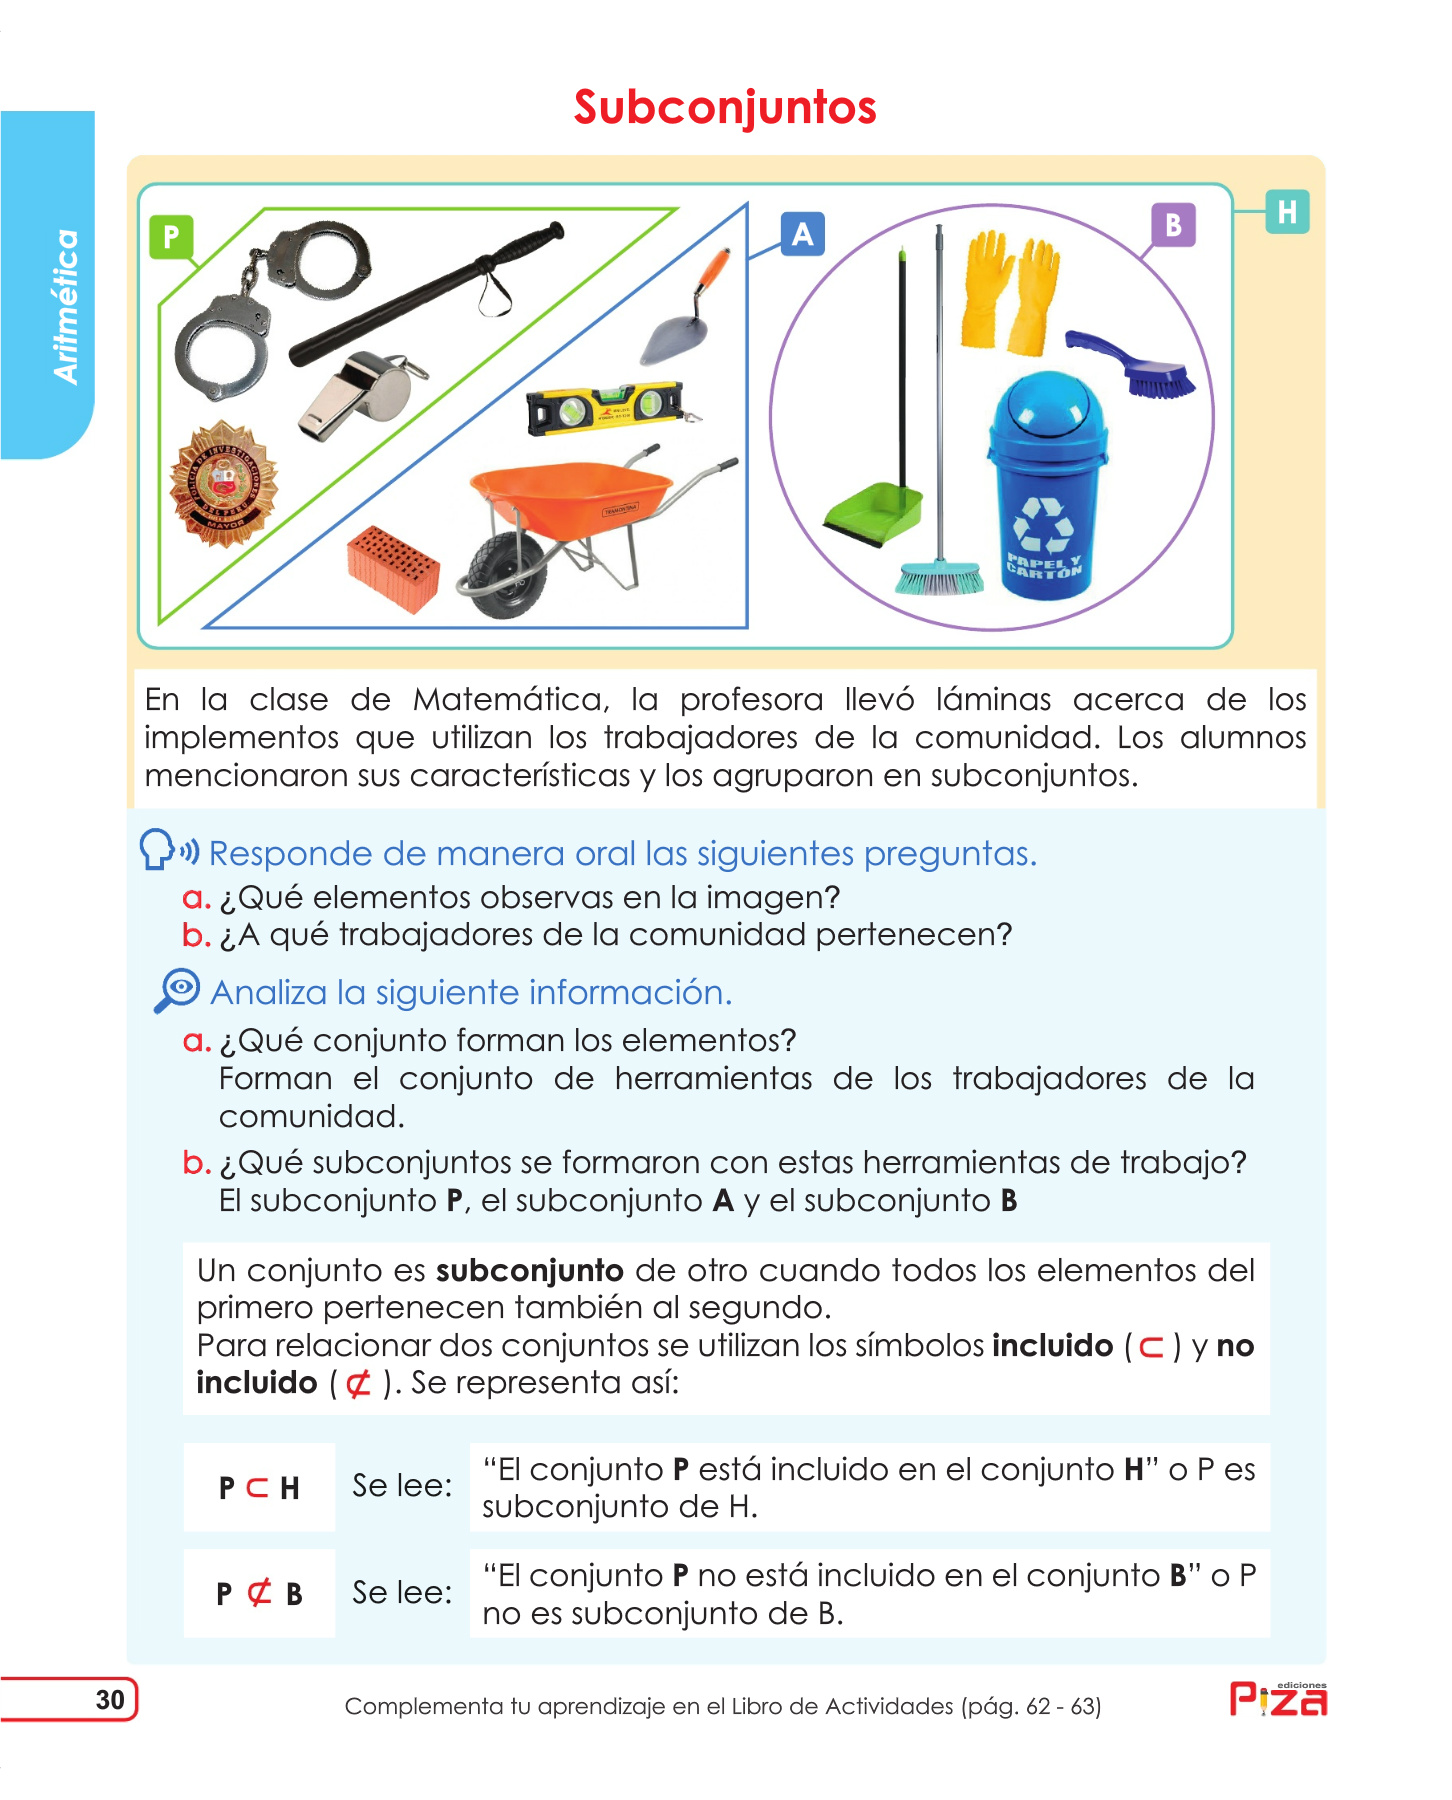 Subconjuntos
Aritmética
P
A
B
H
POLICIA DE INVESTIGACIONES
DEL PERU
MAYOR
TRAMONTINA
PAPEL Y
CARTÓN
En la clase de Matemática, la profesora llevó láminas acerca de los
implementos que utilizan los trabajadores de la comunidad. Los alumnos
mencionaron sus características y los agruparon en subconjuntos.
Responde de manera oral las siguientes preguntas.
a. ¿Qué elementos observas en la imagen?
b. ¿A qué trabajadores de la comunidad pertenecen?
Analiza la siguiente información.
a. ¿Qué conjunto forman los elementos?
Forman el conjunto de herramientas de los trabajadores de la
comunidad.
b. ¿Qué subconjuntos se formaron con estas herramientas de trabajo?
El subconjunto P, el subconjunto A y el subconjunto B
Un conjunto es subconjunto de otro cuando todos los elementos del
primero pertenecen también al segundo.
Para relacionar dos conjuntos se utilizan los símbolos incluido ( ⊂ ) y no
incluido ( ⊄ ). Se representa así:
P ⊂ H
Se lee:
“El conjunto P está incluido en el conjunto H” o P es
subconjunto de H.
P ⊄ B
Se lee:
“El conjunto P no está incluido en el conjunto B” o P
no es subconjunto de B.
30
Complementa tu aprendizaje en el Libro de Actividades (pág. 62 - 63)
ediciones
Piza